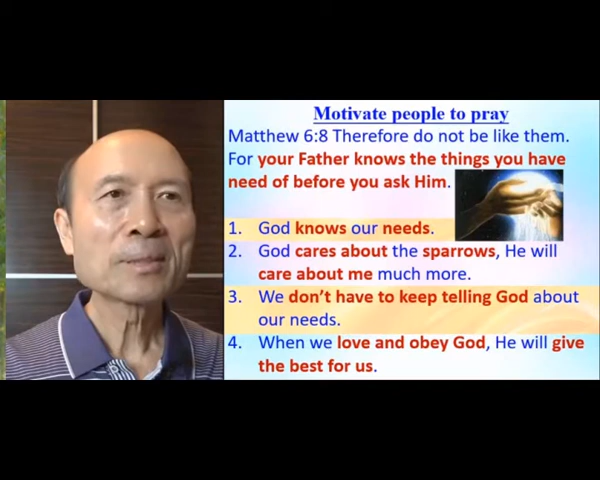 Motivate people to pray
Matthew 6:8 Therefore do not be like them.
For your Father knows the things you have
need of before you ask Him.
1. God knows our needs.
2. God cares about the sparrows, He will
care about me much more.
3. We don't have to keep telling God about
our needs.
4. When we love and obey God, He will give
the best for us.